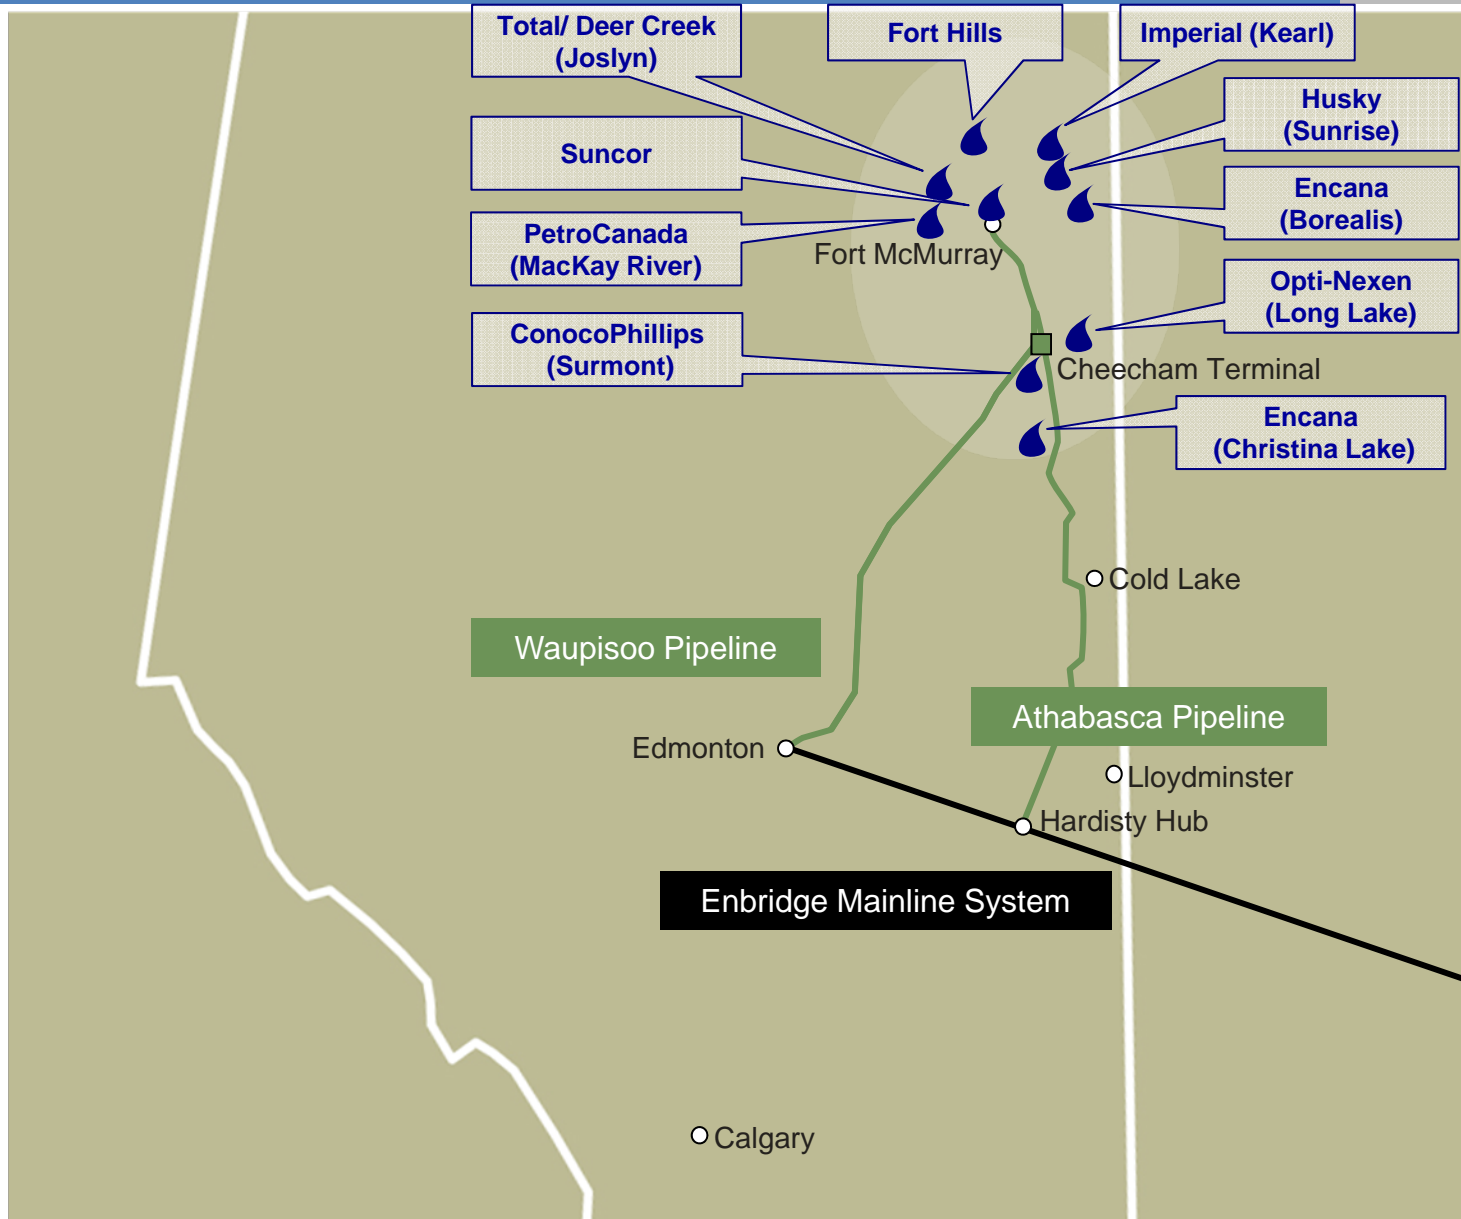 Total/ Deer Creek
(Joslyn)
Fort Hills
Imperial (Kearl)
Husky
(Sunrise)
Suncor
Encana
(Borealis)
PetroCanada
(MacKay River)
Fort McMurray
Opti-Nexen
(Long Lake)
ConocoPhillips
(Surmont)
Cheecham Terminal
Encana
(Christina Lake)
Cold Lake
Waupisoo Pipeline
Athabasca Pipeline
Edmonton
Lloydminster
Hardisty Hub
Enbridge Mainline System
Calgary